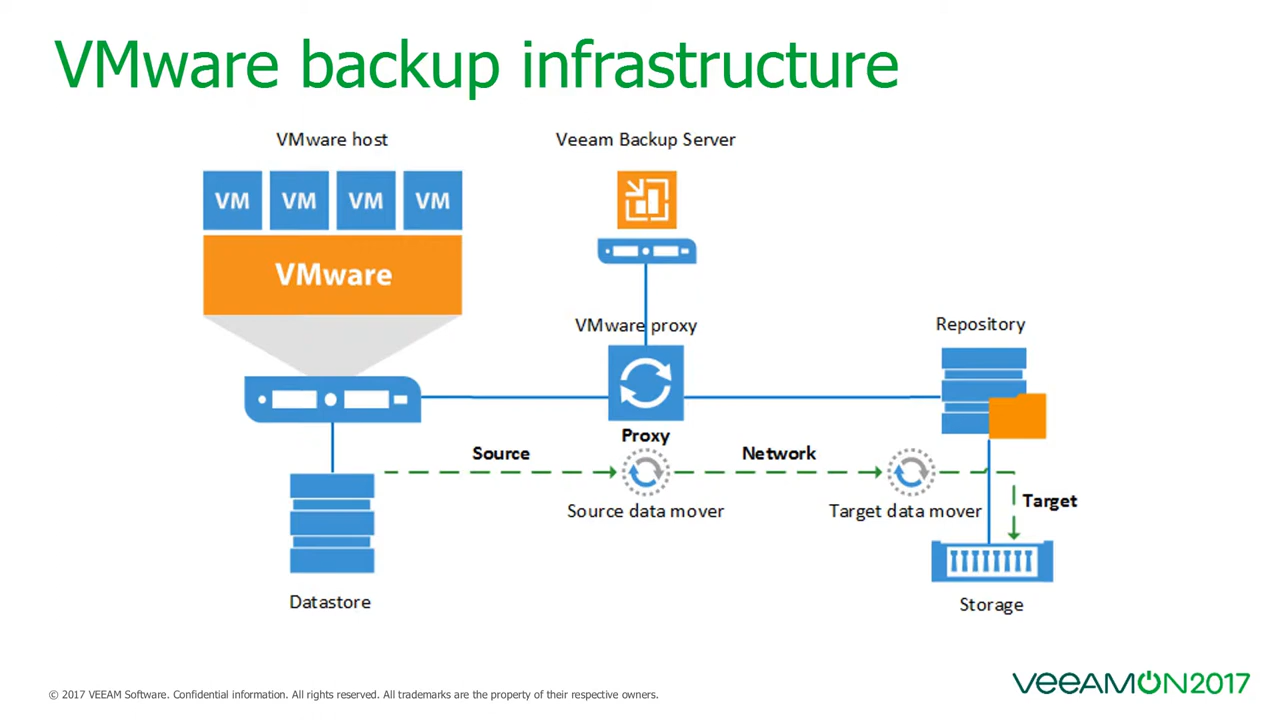 VMware backup infrastructure
VMware host
Veeam Backup Server
VM VM VM VM
VMware
VMware proxy
Repository
Proxy
Source
Network
Source data mover
Target data mover
Target
Datastore
Storage
© 2017 VEEAM Software. Confidential information. All rights reserved. All trademarks are the property of their respective owners.
VEEAMON2017